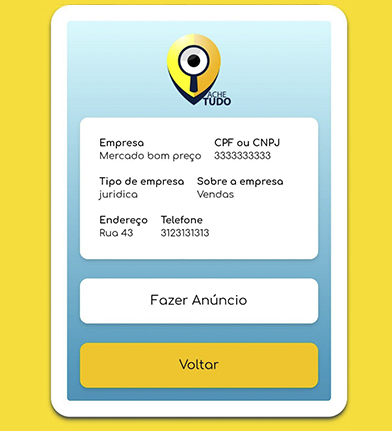 ACHE
TUDO
Empresa CPF ou CNPJ
Mercado bom preço 3333333333
Tipo de empresa Sobre a empresa
juridica Vendas
Endereço Telefone
Rua 43 3123131313
Fazer Anúncio
Voltar